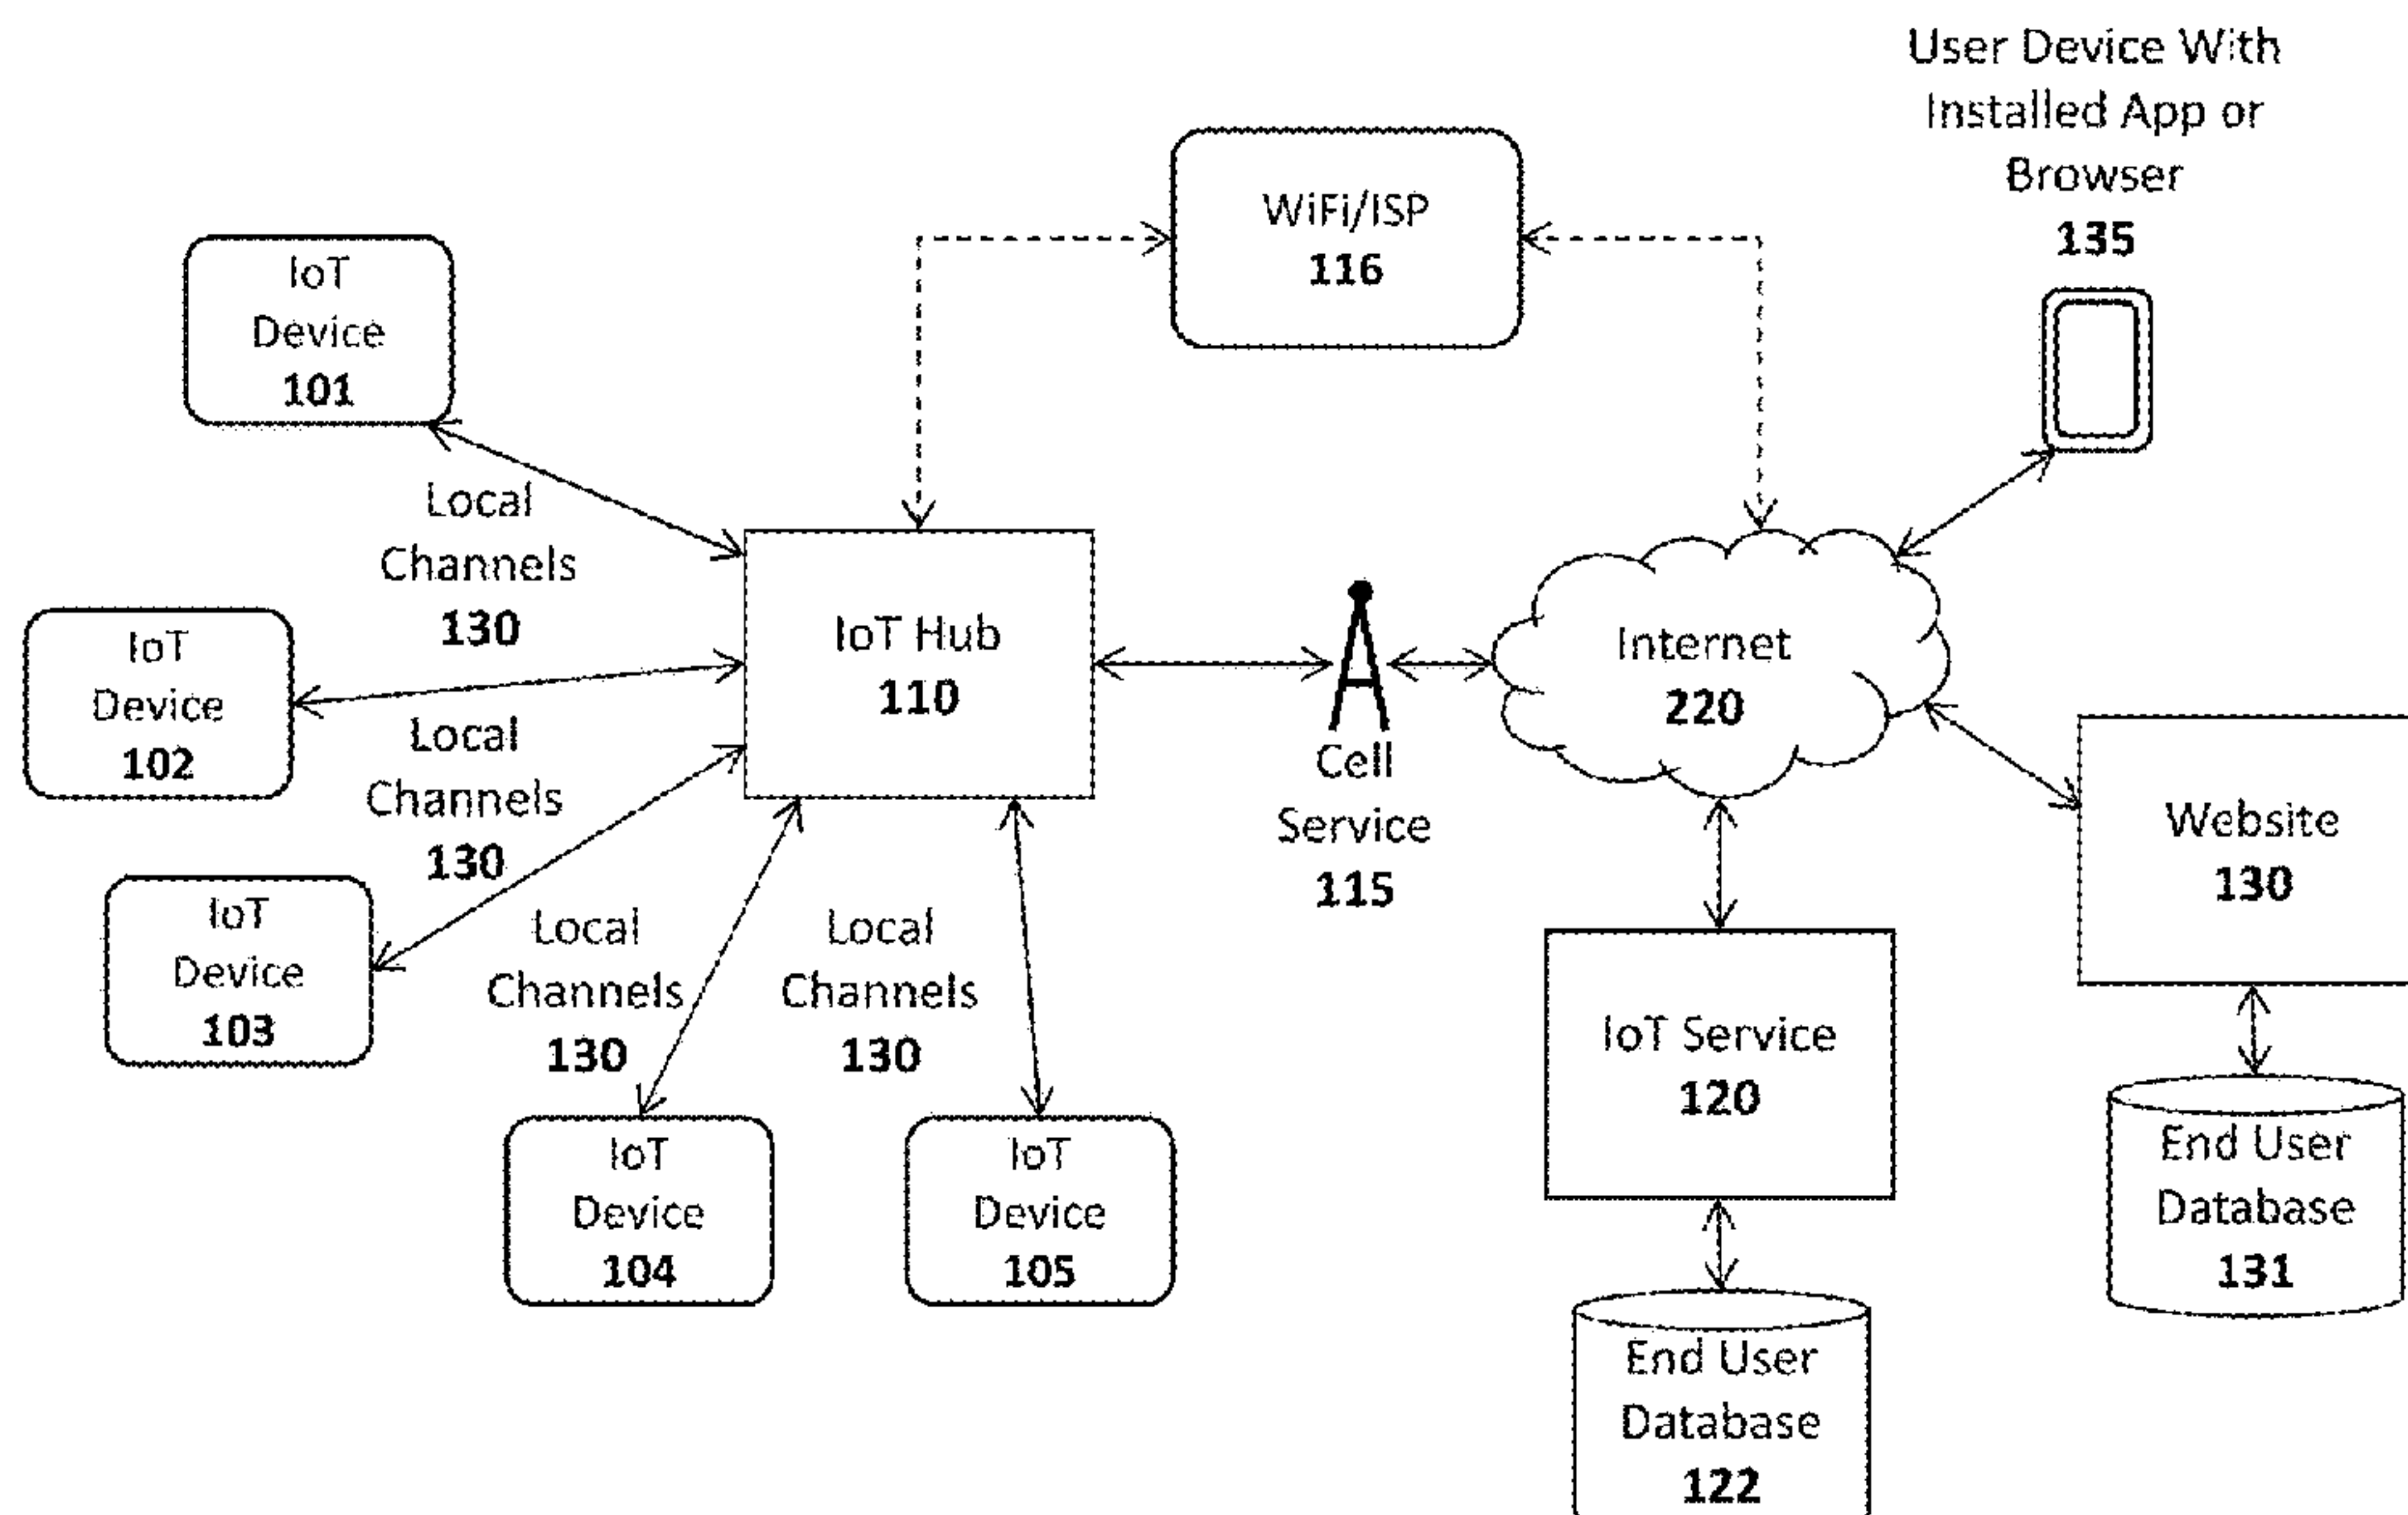 User Device With
Installed App or
Browser
135
WiFi/ISP
116
IoT
Device
101
Local
Channels
130
IoT
Device
102
IoT Hub
110
Internet
220
Local
Channels
130
Cell
Service
115
Website
130
IoT
Device
103
Local
Channels
130
Local
Channels
130
IoT Service
120
IoT
Device
104
IoT
Device
105
End User
Database
131
End User
Database
122